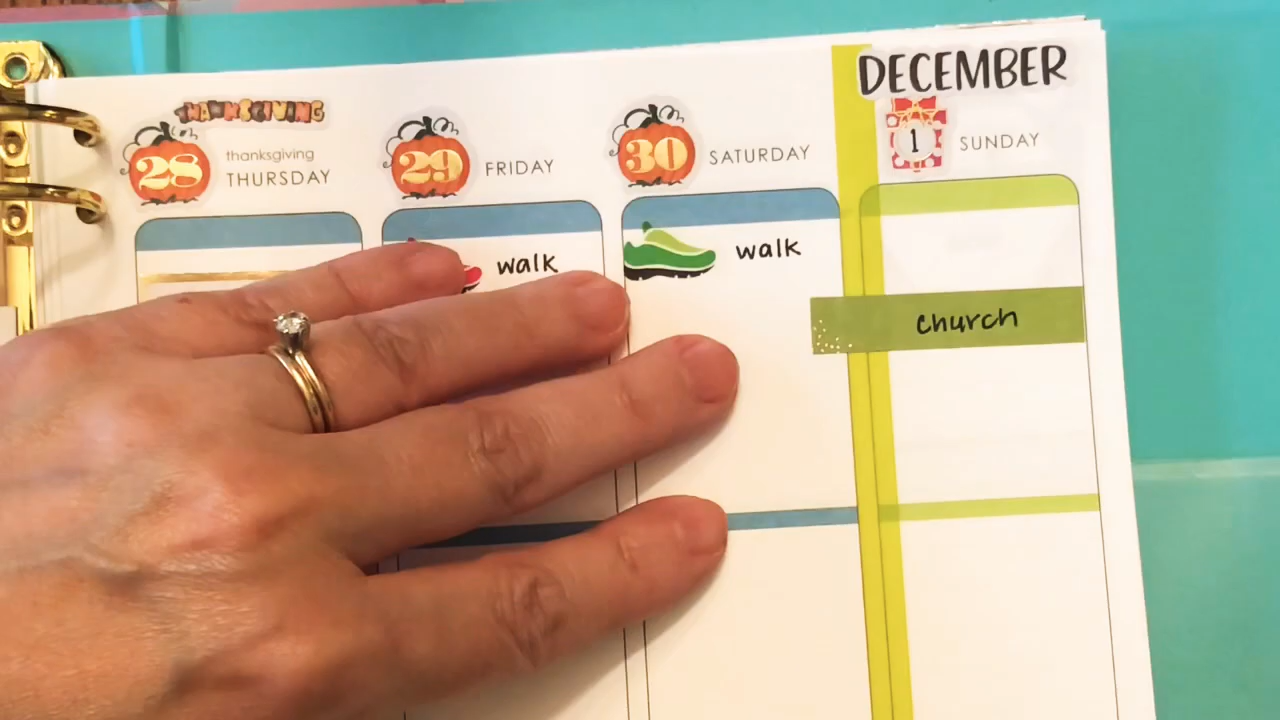 DECEMBER
THANKSGIVING
28
thanksgiving
THURSDAY
29
FRIDAY
30
SATURDAY
1
SUNDAY
walk
walk
church